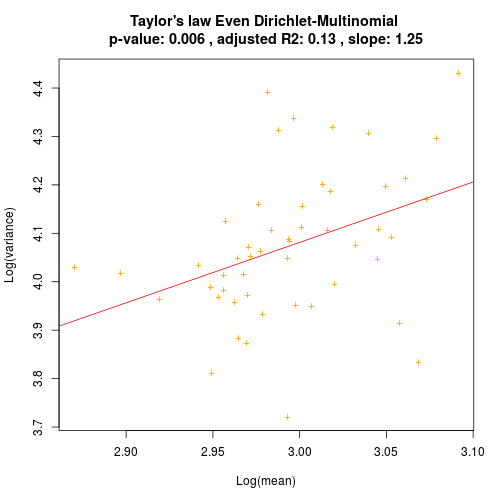 Taylor's law Even Dirichlet-Multinomial
p-value: 0.006 , adjusted R2: 0.13 , slope: 1.25
Log(variance)
4.4
4.3
4.2
4.1
4.0
3.9
3.8
3.7
2.90 2.95 3.00 3.05 3.10
Log(mean)